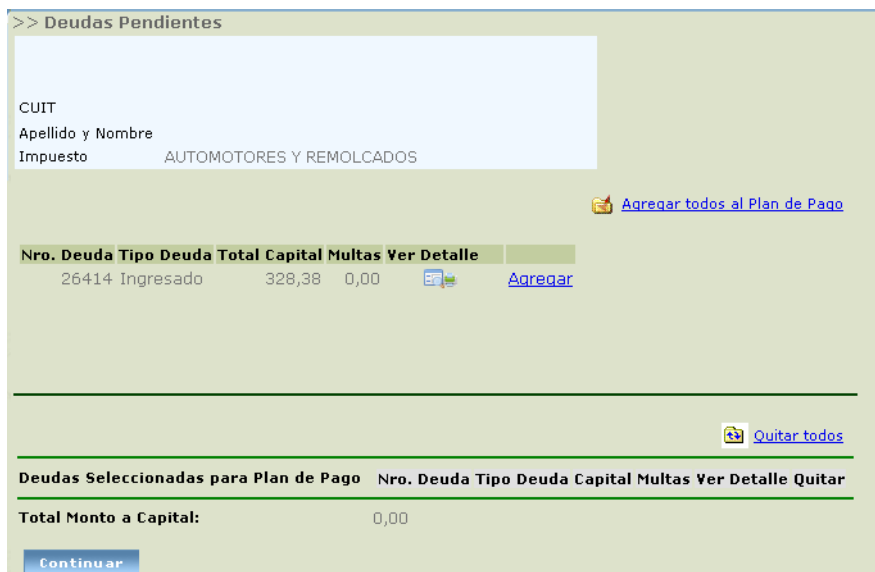 >> Deudas Pendientes
CUIT
Apellido y Nombre
Impuesto AUTOMOTORES Y REMOLCADOS
Agregar todos al Plan de Pago
Nro. Deuda Tipo Deuda Total Capital Multas Ver Detalle
26414 Ingresado 328,38 0,00 Agregar
Quitar todos
Deudas Seleccionadas para Plan de Pago Nro. Deuda Tipo Deuda Capital Multas Ver Detalle Quitar
Total Monto a Capital: 0,00
Continuar